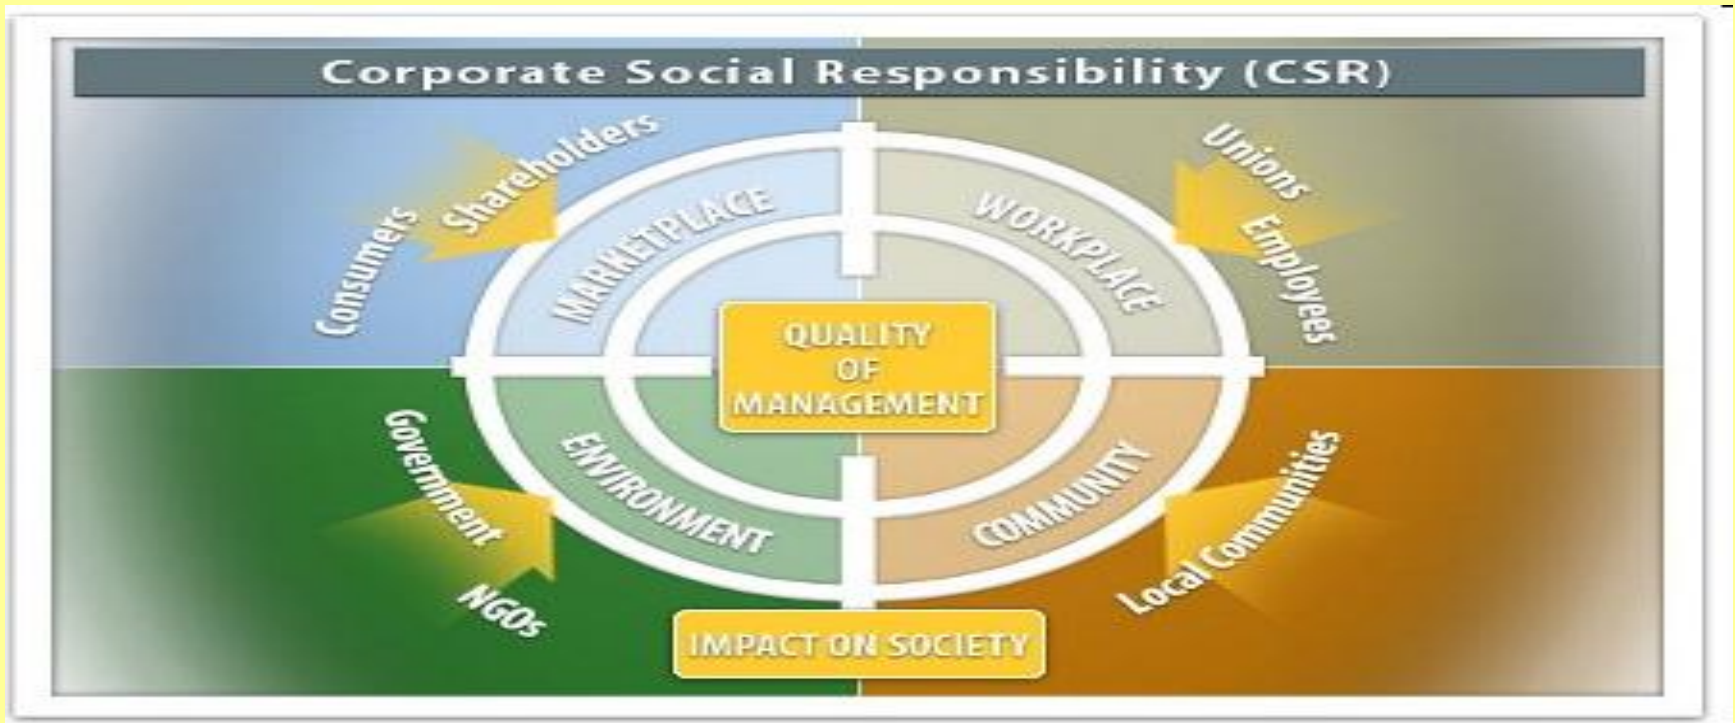 Corporate Social Responsibility (CSR)
Consumers
Shareholders
MARKETPLACE
WORKPLACE
Unions
Employees
QUALITY
OF
MANAGEMENT
Government
NGOs
ENVIRONMENT
COMMUNITY
Local Communities
IMPACT ON SOCIETY